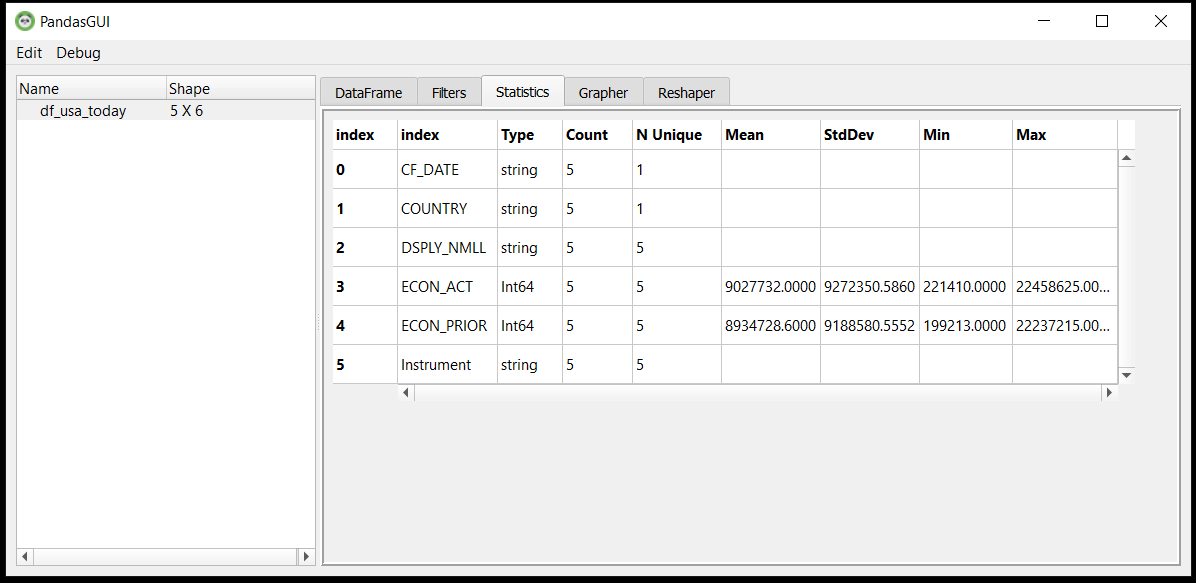 PandasGUI
Edit Debug
Name Shape
df_usa_today 5 X 6
DataFrame Filters Statistics Grapher Reshaper
index index Type Count N Unique Mean StdDev Min Max
0 CF_DATE string 5 1
1 COUNTRY string 5 1
2 DSPLY_NMLL string 5 5
3 ECON_ACT Int64 5 5 9027732.0000 9272350.5860 221410.0000 22458625.00...
4 ECON_PRIOR Int64 5 5 8934728.6000 9188580.5552 199213.0000 22237215.00...
5 Instrument string 5 5